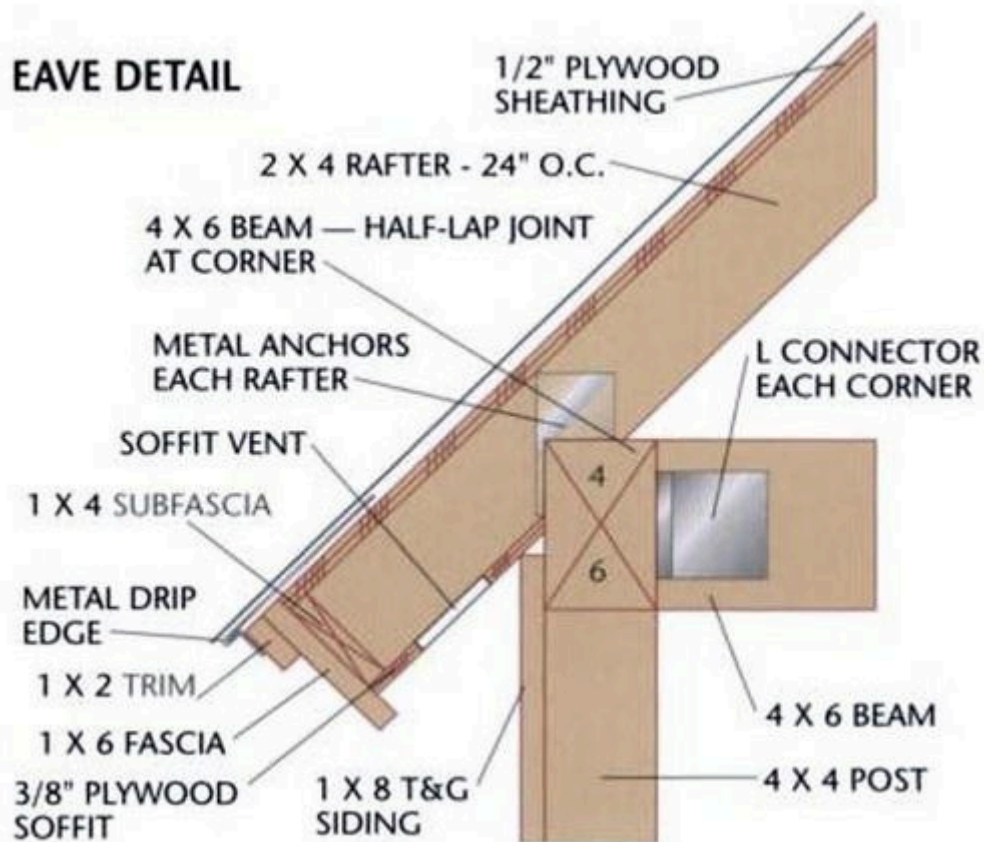 EAVE DETAIL
1/2" PLYWOOD
SHEATHING
2 X 4 RAFTER - 24" O.C.
4 X 6 BEAM — HALF-LAP JOINT
AT CORNER
METAL ANCHORS
EACH RAFTER
L CONNECTOR
EACH CORNER
SOFFIT VENT
4
1 X 4 SUBFASCIA
6
METAL DRIP
EDGE
1 X 2 TRIM
4 X 6 BEAM
1 X 6 FASCIA
4 X 4 POST
3/8" PLYWOOD
SOFFIT
1 X 8 T&G
SIDING